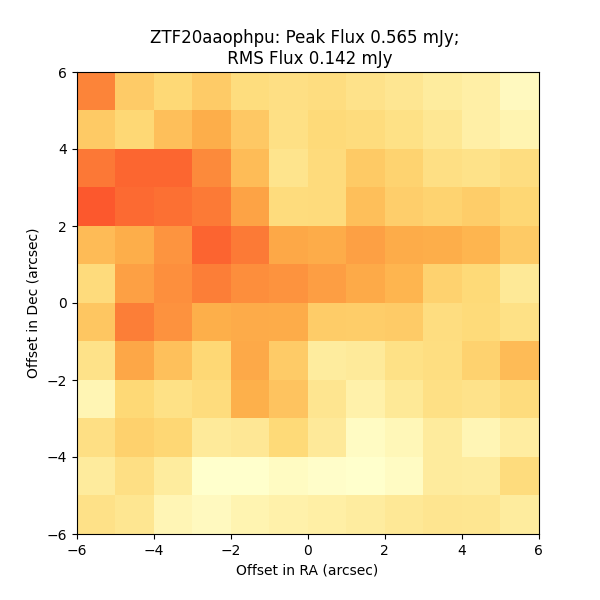 ZTF20aaophpu: Peak Flux 0.565 mJy;
RMS Flux 0.142 mJy
6
4
2
0
−2
−4
−6
Offset in Dec (arcsec)
−6 −4 −2 0 2 4 6
Offset in RA (arcsec)